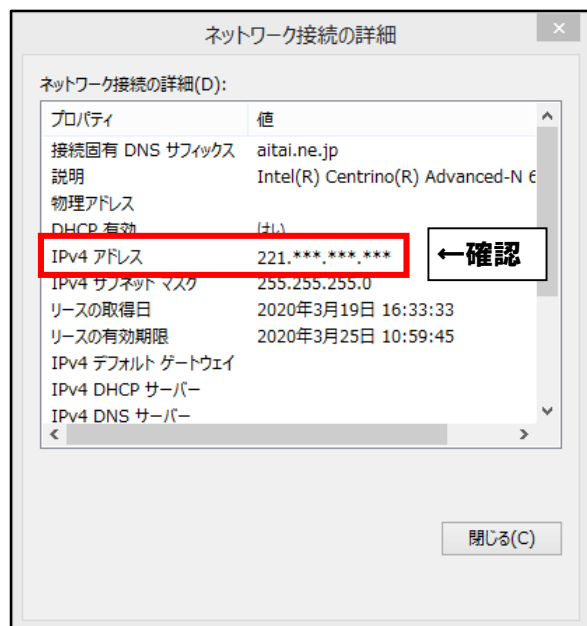 ネットワーク接続の詳細
ネットワーク接続の詳細(D):
プロパティ 値
接続固有 DNS サフィックス aitai.ne.jp
説明 Intel(R) Centrino(R) Advanced-N 6
物理アドレス
DHCP 有効 はい
IPv4 アドレス 221.***.***.*** ←確認
IPv4 サブネット マスク 255.255.255.0
リースの取得日 2020年3月19日 16:33:33
リースの有効期限 2020年3月25日 10:59:45
IPv4 デフォルト ゲートウェイ
IPv4 DHCP サーバー
IPv4 DNS サーバー
閉じる(C)